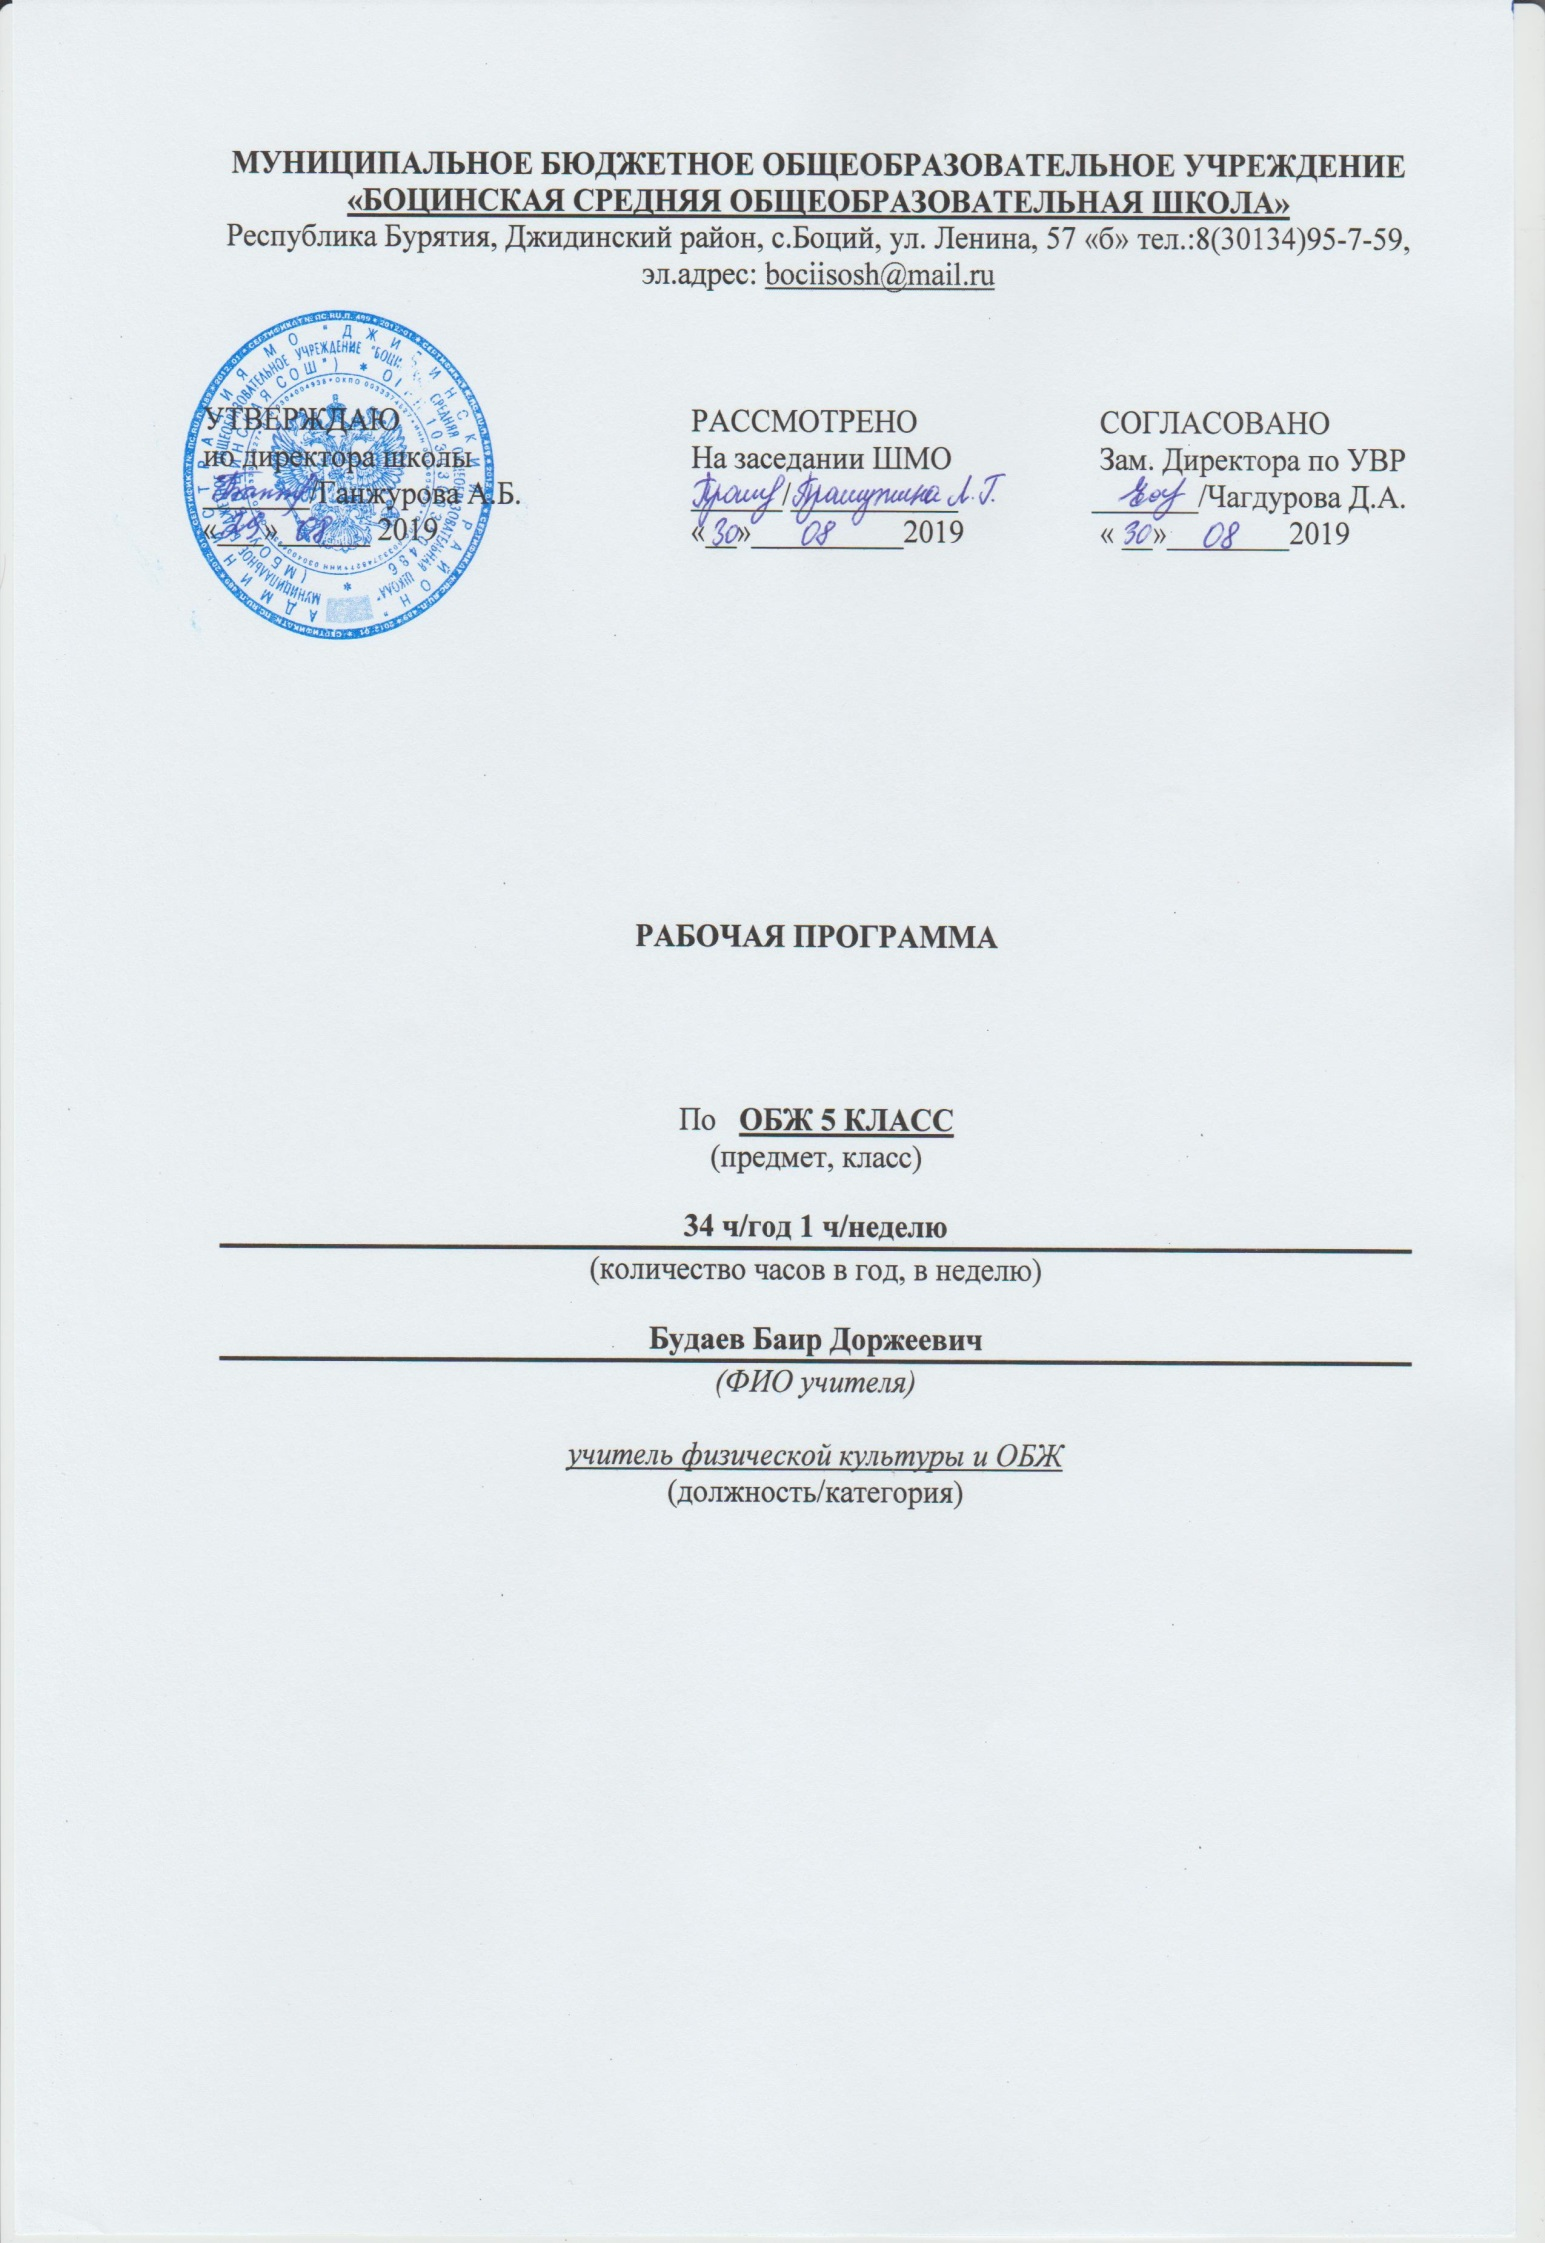 МУНИЦИПАЛЬНОЕ БЮДЖЕТНОЕ ОБЩЕОБРАЗОВАТЕЛЬНОЕ УЧРЕЖДЕНИЕ
«БОЦИНСКАЯ СРЕДНЯЯ ОБЩЕОБРАЗОВАТЕЛЬНАЯ ШКОЛА»
Республика Бурятия, Джидинский район, с.Боций, ул. Ленина, 57 «б» тел.:8(30134)95-7-59,
эл.адрес: bociisosh@mail.ru
УТВЕРЖДАЮ
ио директора школы
/Ганжурова А.Б.
« » 08 2019
РАССМОТРЕНО
На заседании ШМО
/ Л.Г.
«30» 08 2019
СОГЛАСОВАНО
Зам. Директора по УВР
/Чагдурова Д.А.
« 30» 08 2019
РАБОЧАЯ ПРОГРАММА
По ОБЖ 5 КЛАСС
(предмет, класс)
34 ч/год 1 ч/неделю
(количество часов в год, в неделю)
Будаев Баир Доржеевич
(ФИО учителя)
учитель физической культуры и ОБЖ
(должность/категория)